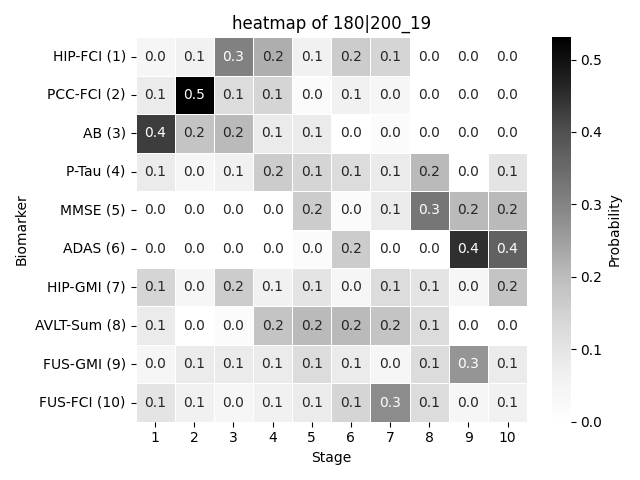 heatmap of 180|200_19
HIP-FCI (1) 0.0 0.1 0.3 0.2 0.1 0.2 0.1 0.0 0.0 0.0
PCC-FCI (2) 0.1 0.5 0.1 0.1 0.0 0.1 0.0 0.0 0.0 0.0
AB (3) 0.4 0.2 0.2 0.1 0.1 0.0 0.0 0.0 0.0 0.0
P-Tau (4) 0.1 0.0 0.1 0.2 0.1 0.1 0.1 0.2 0.0 0.1
MMSE (5) 0.0 0.0 0.0 0.0 0.2 0.0 0.1 0.3 0.2 0.2
ADAS (6) 0.0 0.0 0.0 0.0 0.0 0.2 0.0 0.0 0.4 0.4
HIP-GMI (7) 0.1 0.0 0.2 0.1 0.1 0.0 0.1 0.1 0.0 0.2
AVLT-Sum (8) 0.1 0.0 0.0 0.2 0.2 0.2 0.2 0.1 0.0 0.0
FUS-GMI (9) 0.0 0.1 0.1 0.1 0.1 0.1 0.0 0.1 0.3 0.1
FUS-FCI (10) 0.1 0.1 0.0 0.1 0.1 0.1 0.3 0.1 0.0 0.1
1 2 3 4 5 6 7 8 9 10
Stage
Biomarker
0.5
0.4
0.3
0.2
0.1
0.0
Probability